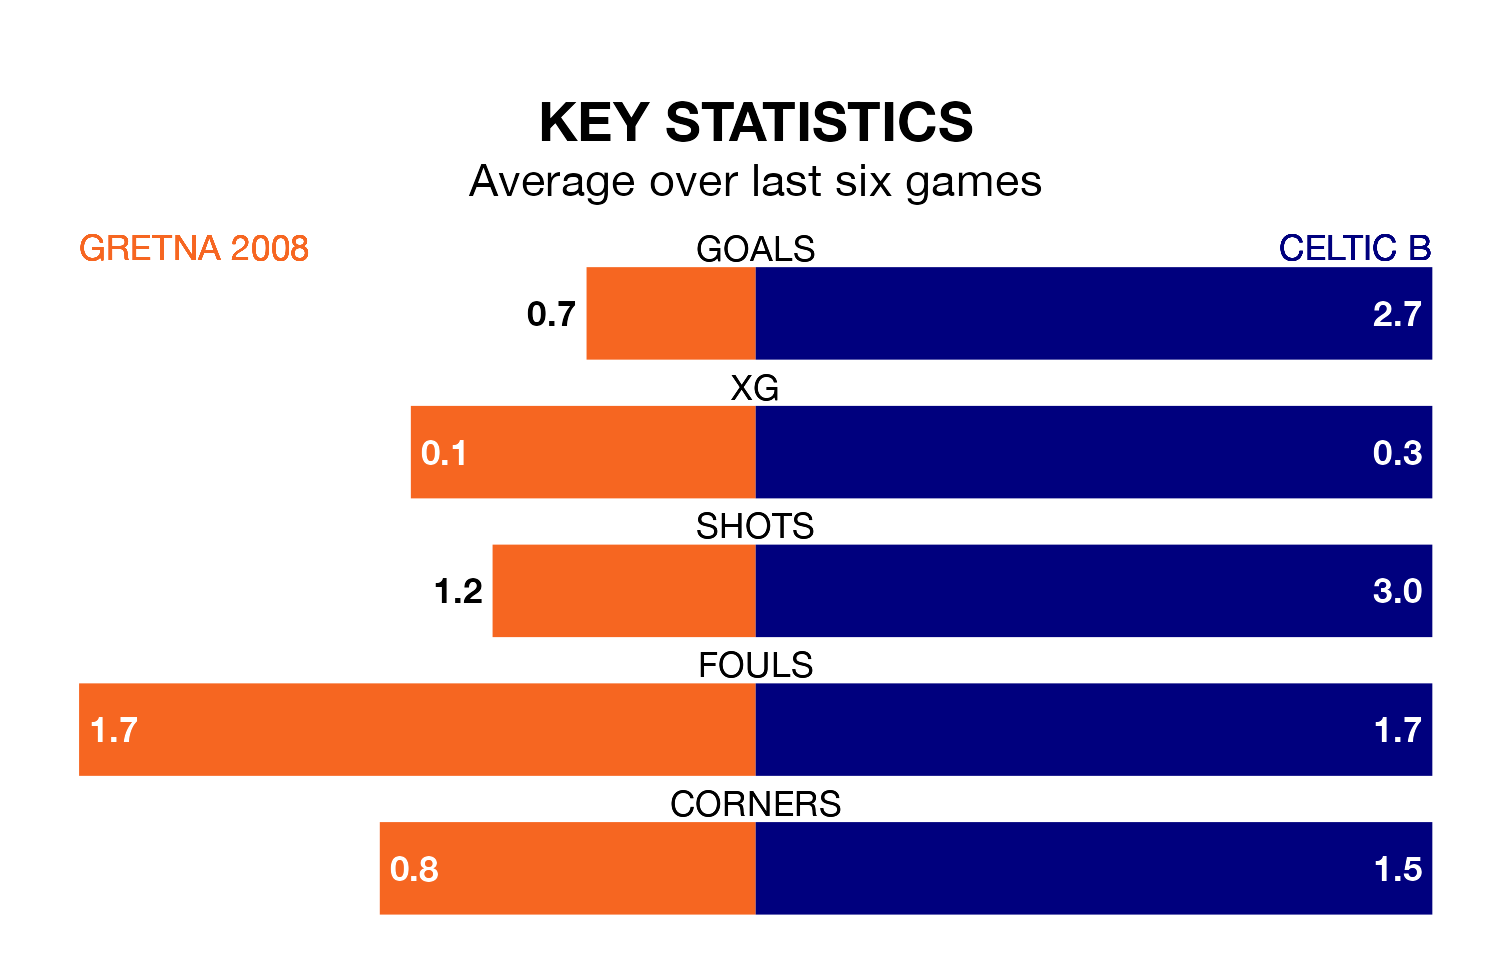 KEY STATISTICS
Average over last six games
GRETNA 2008 GOALS CELTIC B
0.7 2.7
XG
0.1 0.3
SHOTS
1.2 3.0
FOULS
1.7 1.7
CORNERS
0.8 1.5